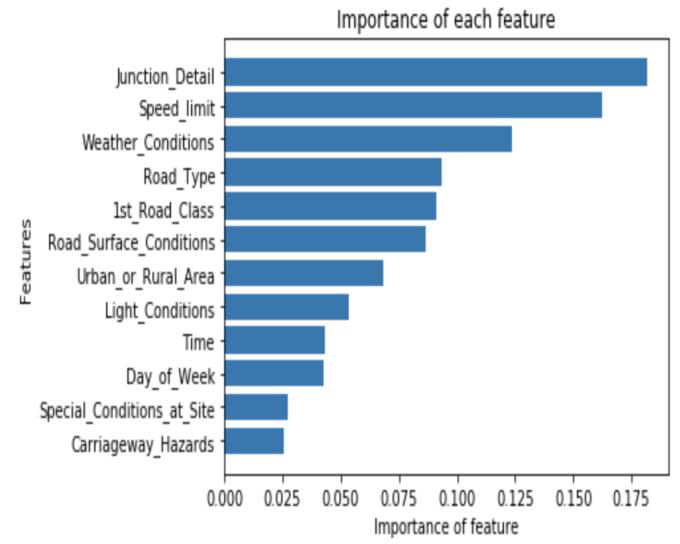 Importance of each feature
Features
Junction_Detail
Speed_limit
Weather_Conditions
Road_Type
1st_Road_Class
Road_Surface_Conditions
Urban_or_Rural_Area
Light_Conditions
Time
Day_of_Week
Special_Conditions_at_Site
Carriageway_Hazards
0.000 0.025 0.050 0.075 0.100 0.125 0.150 0.175
Importance of feature